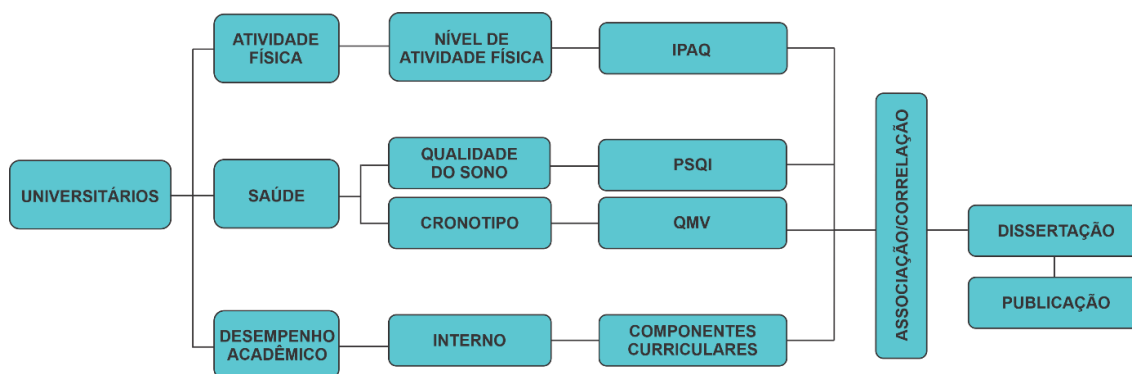 UNIVERSITÁRIOS
ATIVIDADE
FÍSICA
NÍVEL DE
ATIVIDADE FÍSICA
IPAQ
SAÚDE
QUALIDADE
DO SONO
PSQI
CRONOTIPO
QMV
DESEMPENHO
ACADÊMICO
INTERNO
COMPONENTES
CURRICULARES
ASSOCIAÇÃO/CORRELAÇÃO
DISSERTAÇÃO
PUBLICAÇÃO